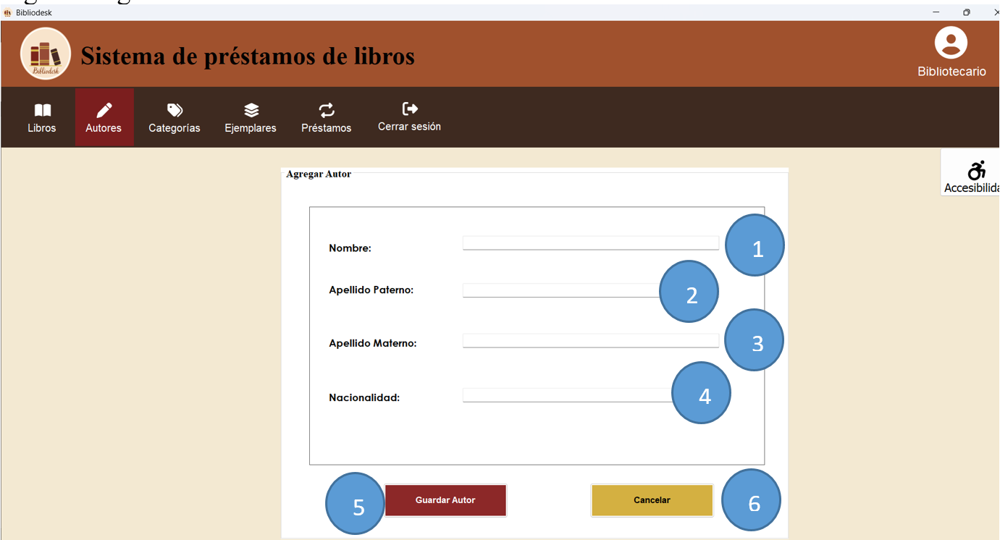 Bibliodesk
Bibliodesk
Sistema de préstamos de libros
Bibliotecario
Libros
Autores
Categorías
Ejemplares
Préstamos
Cerrar sesión
Accesibilida
Agregar Autor
Nombre:
1
Apellido Paterno:
2
Apellido Materno:
3
Nacionalidad:
4
5
Guardar Autor
Cancelar
6